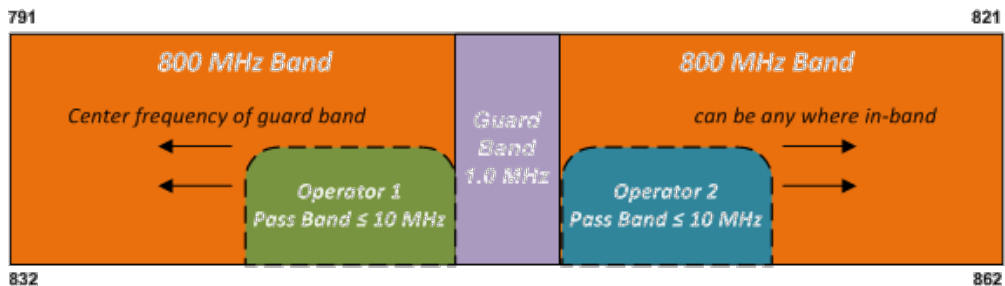 791
821
800 MHz Band
800 MHz Band
Center frequency of guard band
can be any where in-band
Guard
Band
1.0 MHz
Operator 1
Pass Band ≤ 10 MHz
Operator 2
Pass Band ≤ 10 MHz
832
862